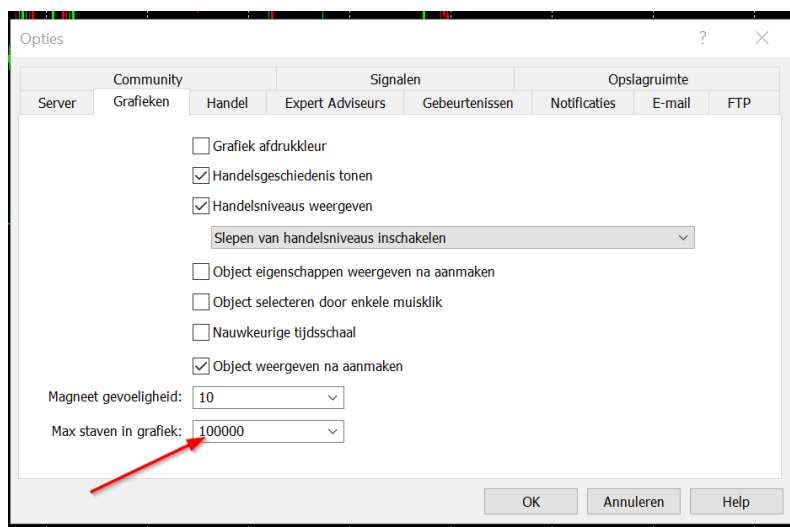 Opties
Community Signalen Opslagruimte
Server Grafieken Handel Expert Adviseurs Gebeurtenissen Notificaties E-mail FTP
Grafiek afdrukkleur
Handelsgeschiedenis tonen
Handelsniveaus weergeven
Slepen van handelsniveaus inschakelen
Object eigenschappen weergeven na aanmaken
Object selecteren door enkele muisklik
Nauwkeurige tijdsschaal
Object weergeven na aanmaken
Magneet gevoeligheid: 10
Max staven in grafiek: 100000
OK Annuleren Help